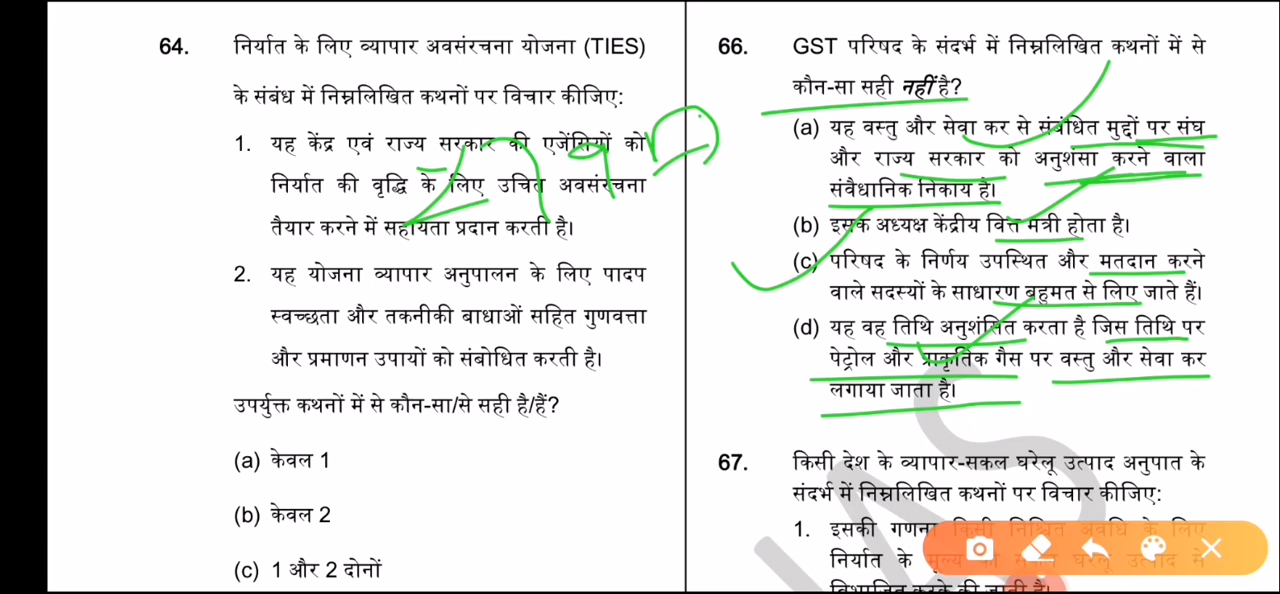 64. निर्यात के लिए व्यापार अवसंरचना योजना (TIES)
के संबंध में निम्नलिखित कथनों पर विचार कीजिए:
1. यह केंद्र एवं राज्य सरकार की एजेंसियों को
निर्यात की वृद्धि के लिए उचित अवसंरचना
तैयार करने में सहायता प्रदान करती है।
2. यह योजना व्यापार अनुपालन के लिए पादप
स्वच्छता और तकनीकी बाधाओं सहित गुणवत्ता
और प्रमाणन उपायों को संबोधित करती है।
उपर्युक्त कथनों में से कौन-सा/से सही है/हैं?
(a) केवल 1
(b) केवल 2
(c) 1 और 2 दोनों
66. GST परिषद के संदर्भ में निम्नलिखित कथनों में से
कौन-सा सही नहीं है?
(a) यह वस्तु और सेवा कर से संबंधित मुद्दों पर संघ
और राज्य सरकार को अनुशंसा करने वाला
संवैधानिक निकाय है।
(b) इसके अध्यक्ष केंद्रीय वित्त मंत्री होता है।
(c) परिषद के निर्णय उपस्थित और मतदान करने
वाले सदस्यों के साधारण बहुमत से लिए जाते हैं।
(d) यह वह तिथि अनुशंसित करता है जिस तिथि पर
पेट्रोल और प्राकृतिक गैस पर वस्तु और सेवा कर
लगाया जाता है।
67. किसी देश के व्यापार-सकल घरेलू उत्पाद अनुपात के
संदर्भ में निम्नलिखित कथनों पर विचार कीजिए:
1. इसकी गणना किसी निश्चित अवधि के लिए
निर्यात के मूल्य को सकल घरेलू उत्पाद से
विभाजित करके की जाती है।